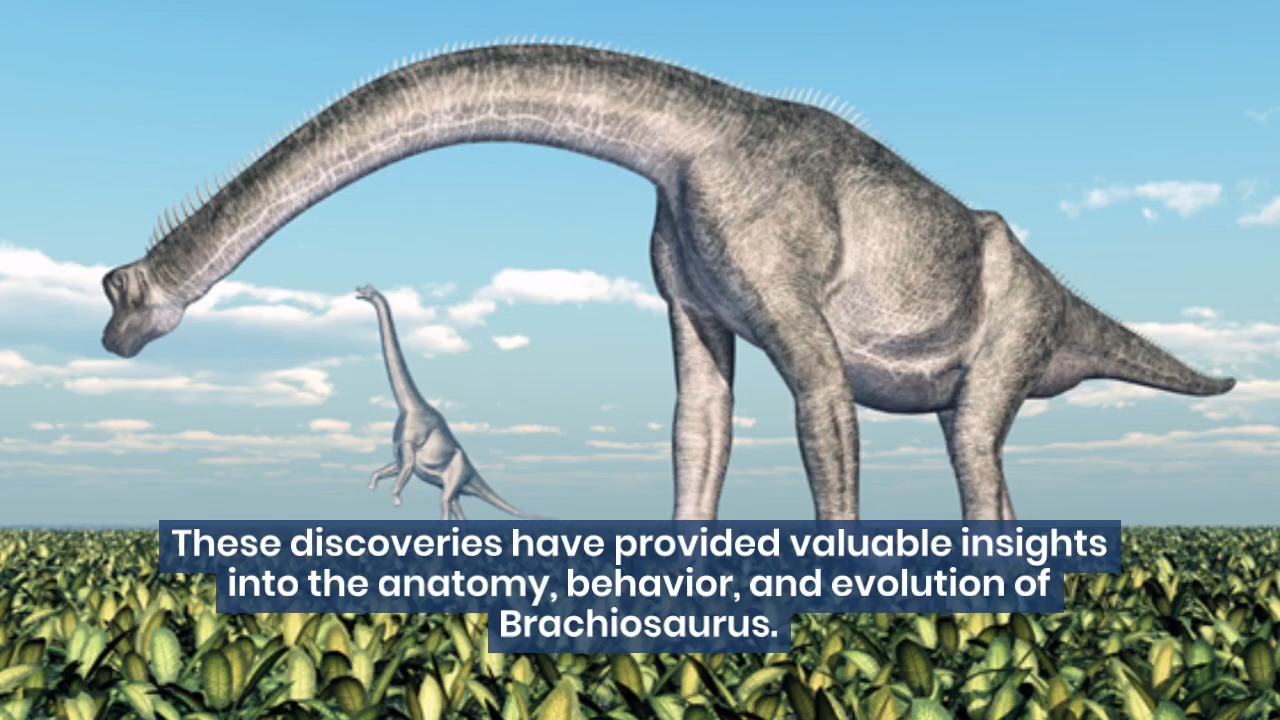 These discoveries have provided valuable insights
into the anatomy, behavior, and evolution of
Brachiosaurus.